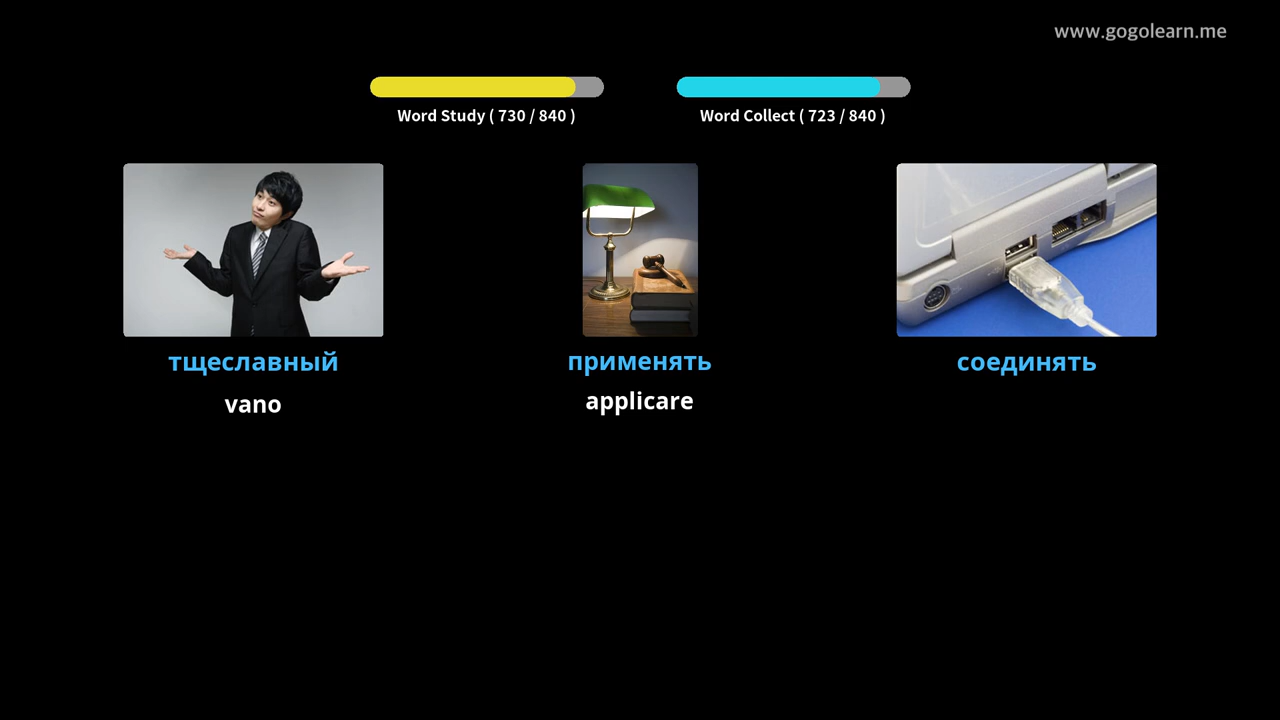 www.gogolearn.me
Word Study ( 730 / 840 )
Word Collect ( 723 / 840 )
тщеславный
применять
соединять
vano
applicare